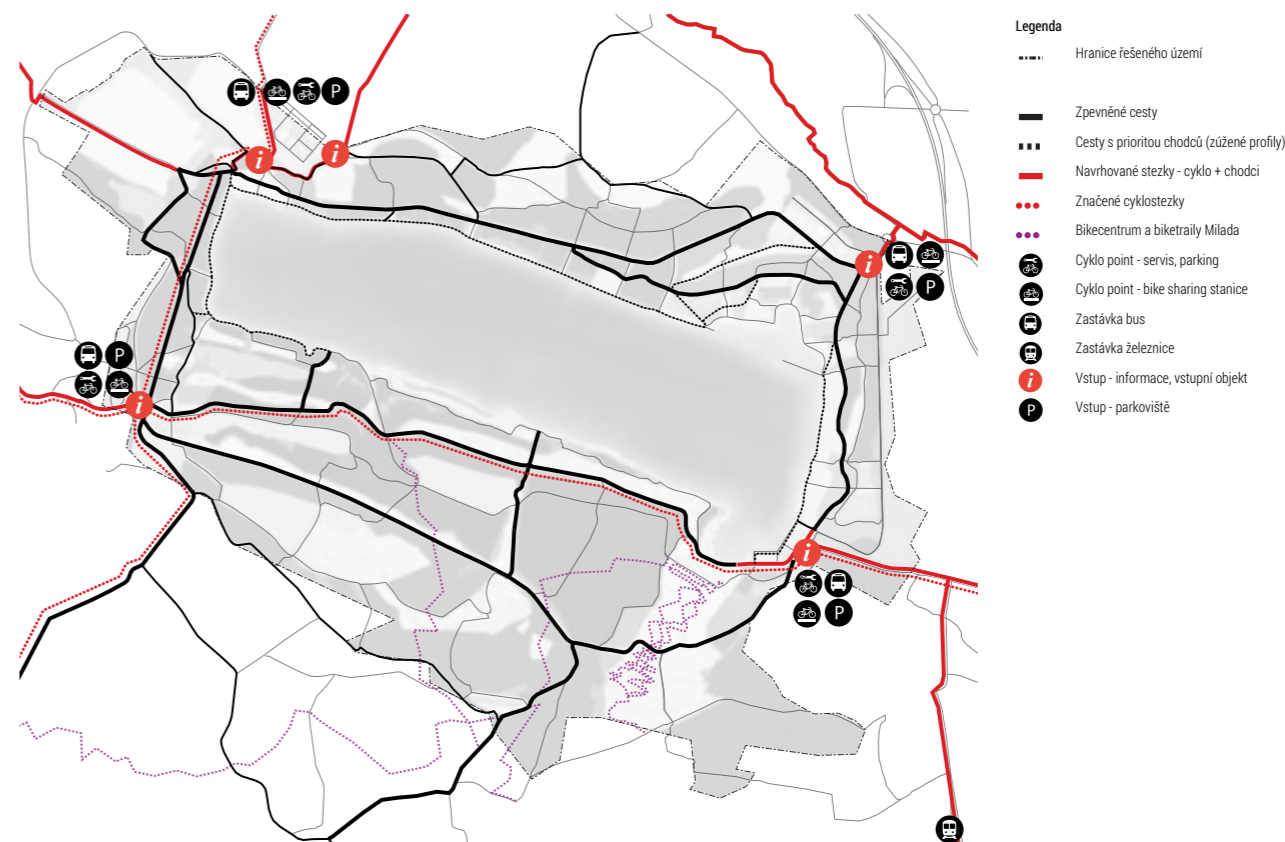 Legenda
Hranice řešeného území
Zpevněné cesty
Cesty s prioritou chodců (zúžené profily)
Navrhované stezky - cyklo + chodci
Značené cyklostezky
Bikecentrum a biketraily Milada
Cyklo point - servis, parking
Cyklo point - bike sharing stanice
Zastávka bus
Zastávka železnice
i Vstup - informace, vstupní objekt
P Vstup - parkoviště
P
i
i
i
P
P
i
i
P